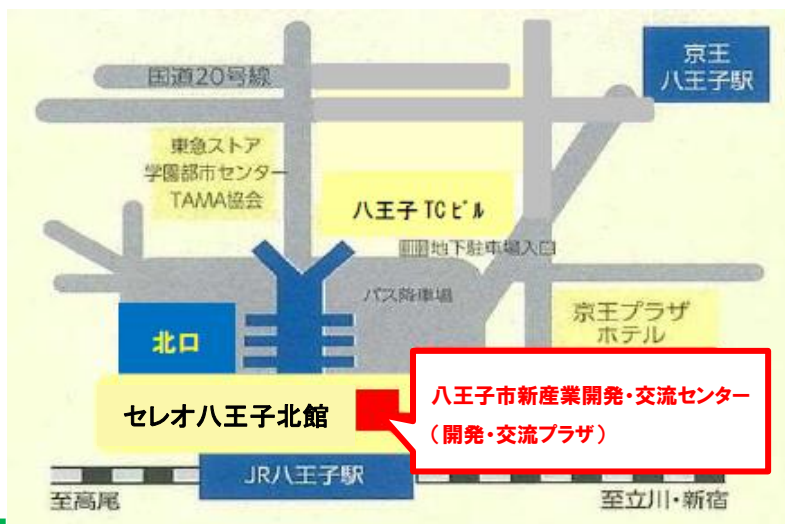 京王
八王子駅
国道20号線
東急ストア
学園都市センター
TAMA協会
八王子TCビル
地下駐車場入口
バス降車場
北口
京王プラザ
ホテル
セレオ八王子北館
八王子市新産業開発・交流センター
（開発・交流プラザ）
JR八王子駅
至高尾
至立川・新宿